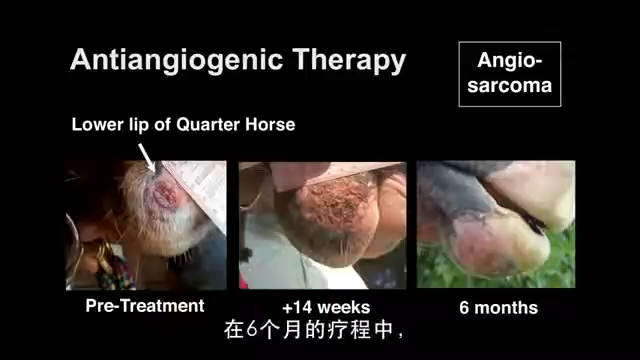 Antiangiogenic Therapy
Angio-
sarcoma
Lower lip of Quarter Horse
Pre-Treatment
+14 weeks
6 months
在6个月的疗程中,